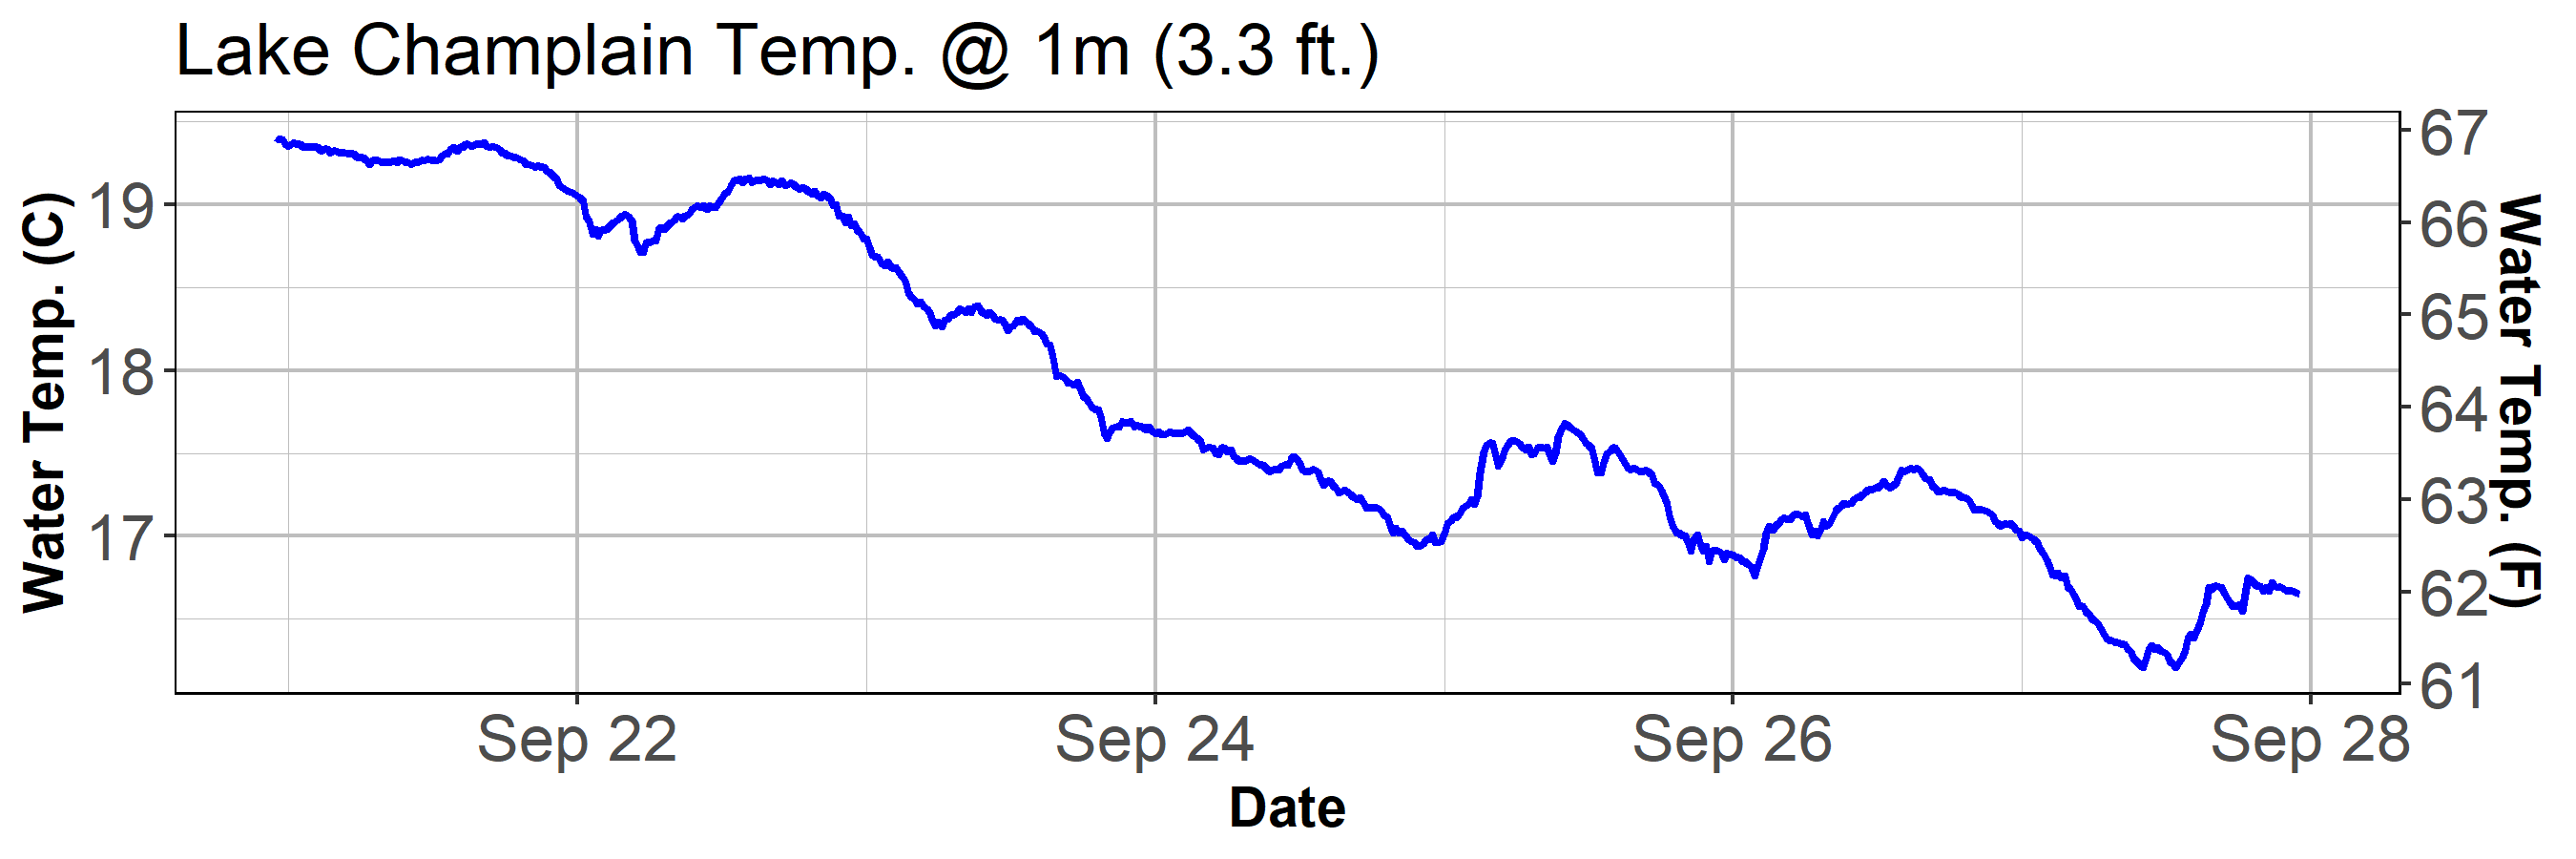 Lake Champlain Temp. @ 1m (3.3 ft.)
Water Temp. (C)
19
18
17
67
66
65
64
63
62
61
Water Temp. (F)
Sep 22
Sep 24
Sep 26
Sep 28
Date